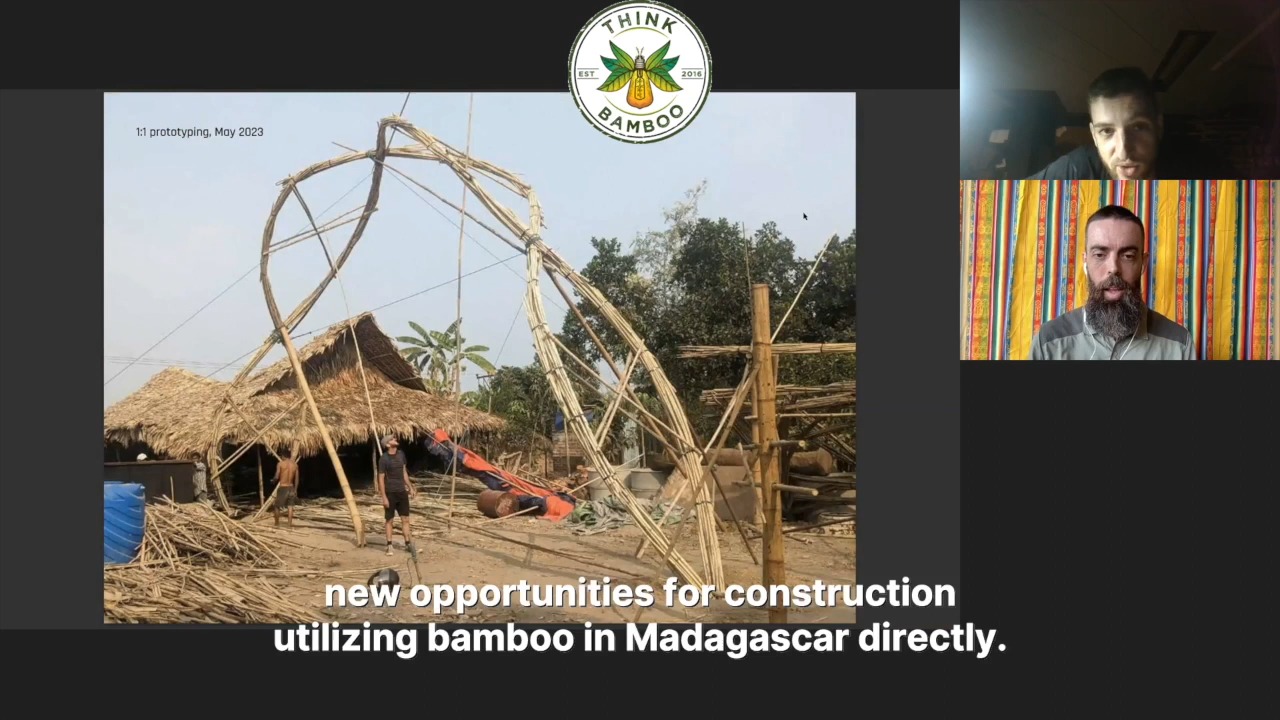 THINK
EST 2016
BAMBOO
1:1 prototyping, May 2023
new opportunities for construction
utilizing bamboo in Madagascar directly.